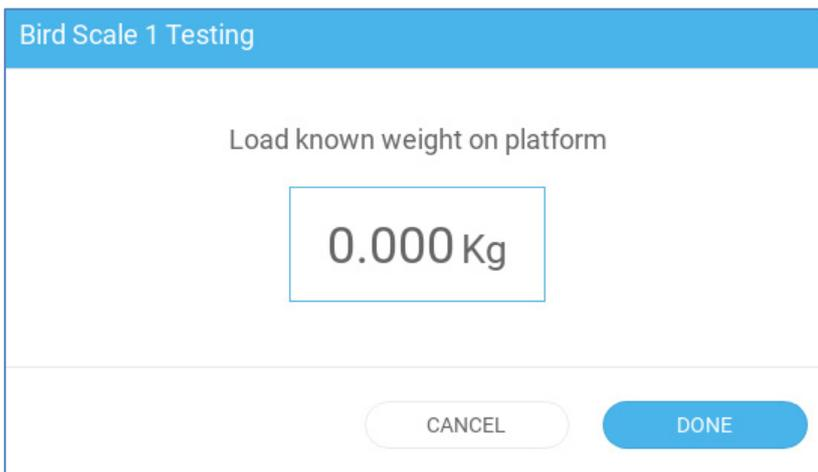 Bird Scale 1 Testing
Load known weight on platform
0.000 Kg
CANCEL DONE